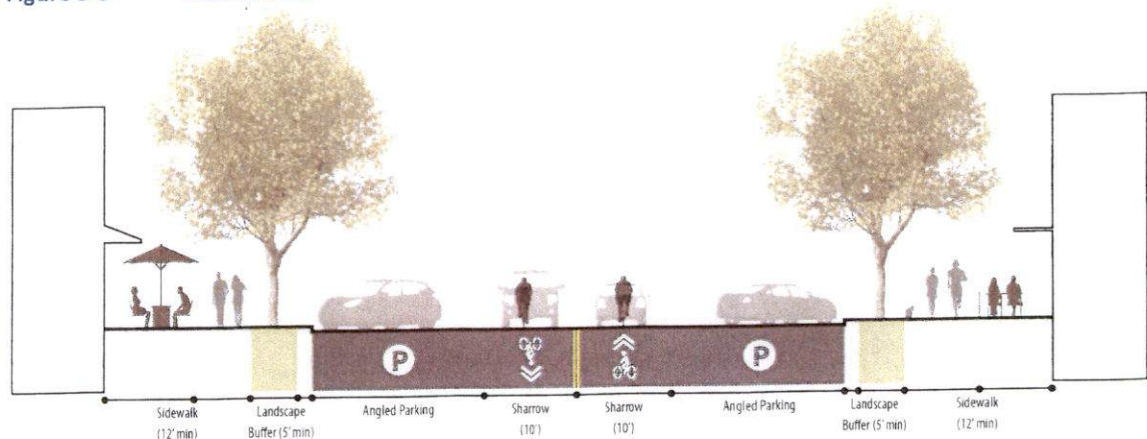 P
P
Sidewalk
(12' min)
Landscape
Buffer (5' min)
Angled Parking
Sharrow
(10')
Sharrow
(10')
Angled Parking
Landscape
Buffer (5' min)
Sidewalk
(12' min)